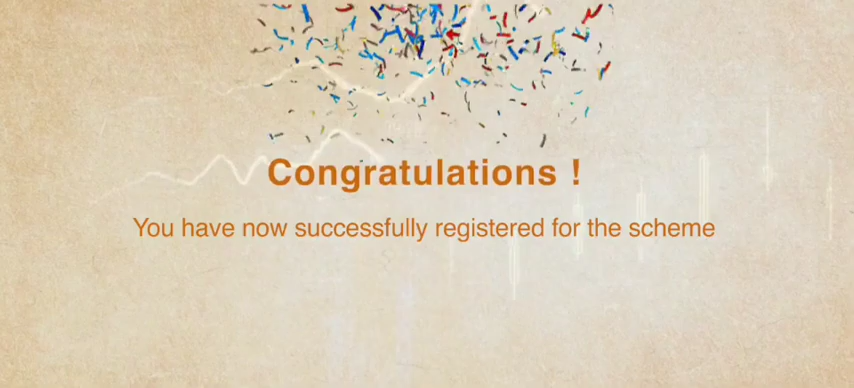 Congratulations !
You have now successfully registered for the scheme